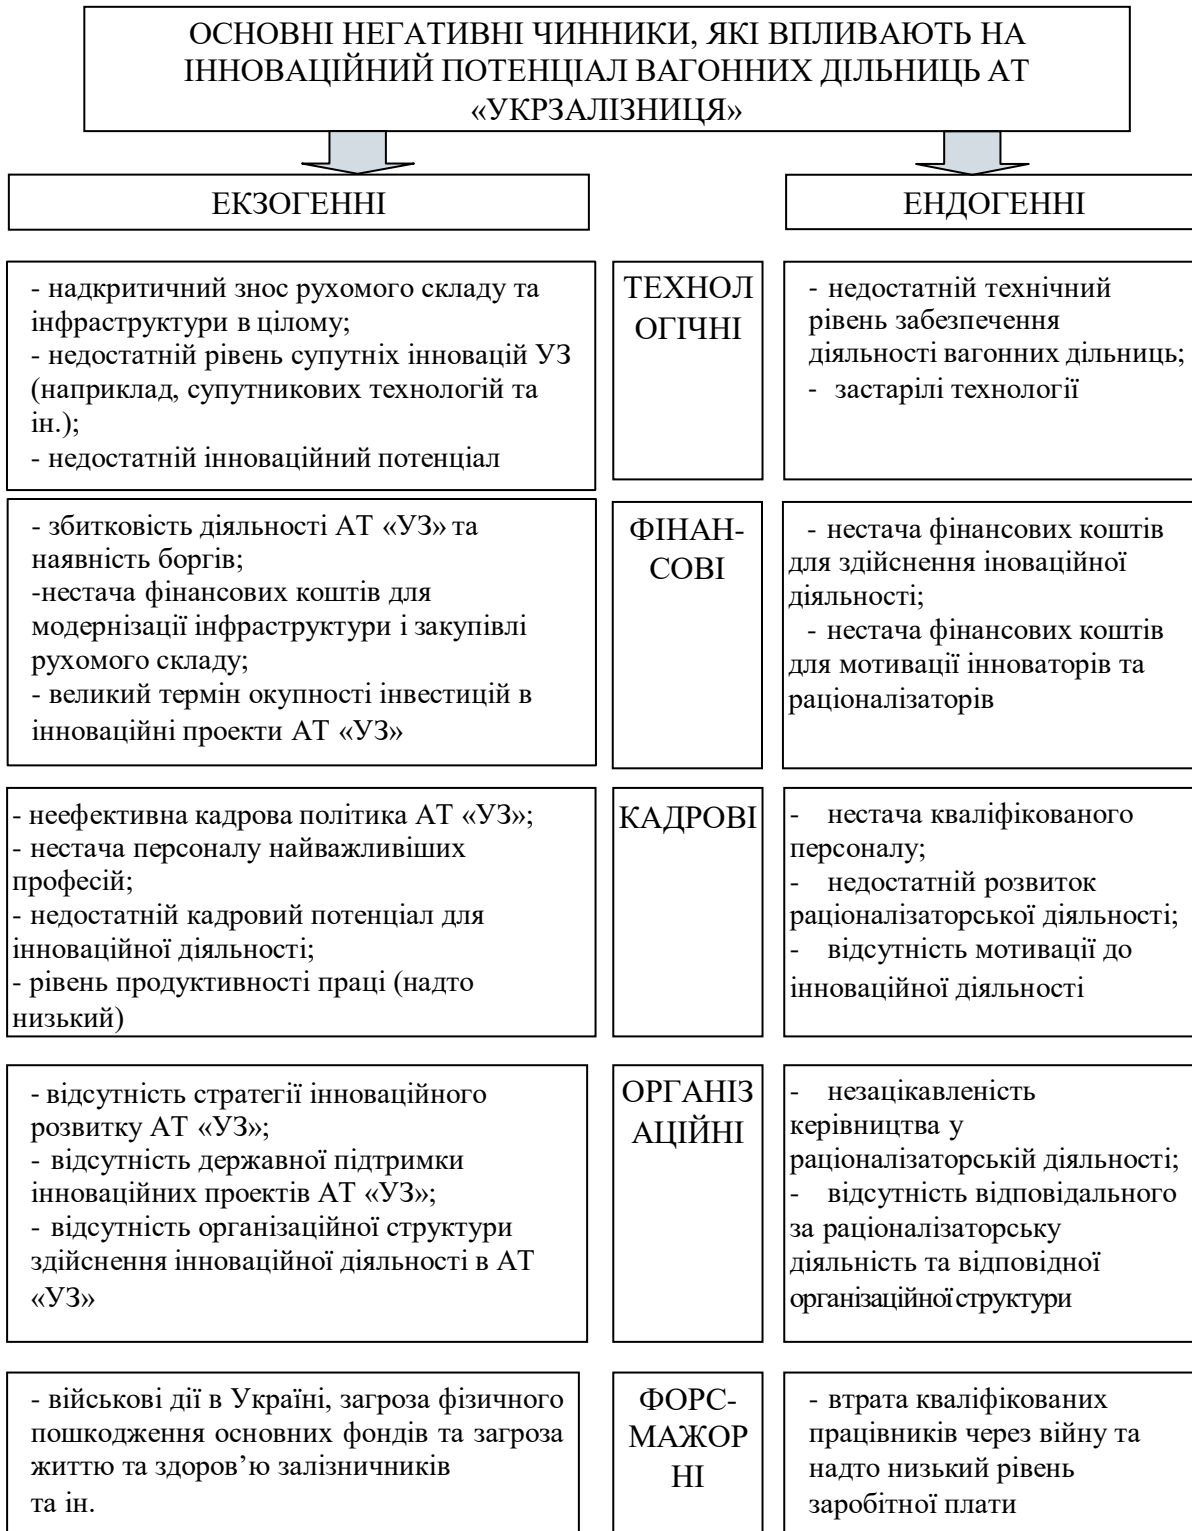 ОСНОВНІ НЕГАТИВНІ ЧИННИКИ, ЯКІ ВПЛИВАЮТЬ НА
ІННОВАЦІЙНИЙ ПОТЕНЦІАЛ ВАГОННИХ ДІЛЬНИЦЬ АТ
«УКРЗАЛІЗНИЦЯ»
ЕКЗОГЕННІ
ЕНДОГЕННІ
- надкритичний знос рухомого складу та
інфраструктури в цілому;
- недостатній рівень супутніх інновацій УЗ
(наприклад, супутникових технологій та
ін.);
- недостатній інноваційний потенціал
ТЕХНОЛ
ОГІЧНІ
- недостатній технічний
рівень забезпечення
діяльності вагонних дільниць;
- застарілі технології
- збитковість діяльності АТ «УЗ» та
наявність боргів;
-нестача фінансових коштів для
модернізації інфраструктури і закупівлі
рухомого складу;
- великий термін окупності інвестицій в
інноваційні проекти АТ «УЗ»
ФІНАН-
СОВІ
- нестача фінансових коштів
для здійснення іноваційної
діяльності;
- нестача фінансових коштів
для мотивації інноваторів та
раціоналізаторів
- неефективна кадрова політика АТ «УЗ»;
- нестача персоналу найважливіших
професій;
- недостатній кадровий потенціал для
інноваційної діяльності;
- рівень продуктивності праці (надто
низький)
КАДРОВІ
- нестача кваліфікованого
персоналу;
- недостатній розвиток
раціоналізаторської діяльності;
- відсутність мотивації до
інноваційної діяльності
- відсутність стратегії інноваційного
розвитку АТ «УЗ»;
- відсутність державної підтримки
інноваційних проектів АТ «УЗ»;
- відсутність організаційної структури
здійснення інноваційної діяльності в АТ
«УЗ»
ОРГАНІЗ
АЦІЙНІ
- незацікавленість
керівництва у
раціоналізаторській діяльності;
- відсутність відповідального
за раціоналізаторську
діяльність та відповідної
організаційної структури
- військові дії в Україні, загроза фізичного
пошкодження основних фондів та загроза
життю та здоров’ю залізничників
та ін.
ФОРС-
МАЖОР
НІ
- втрата кваліфікованих
працівників через війну та
надто низький рівень
заробітної плати